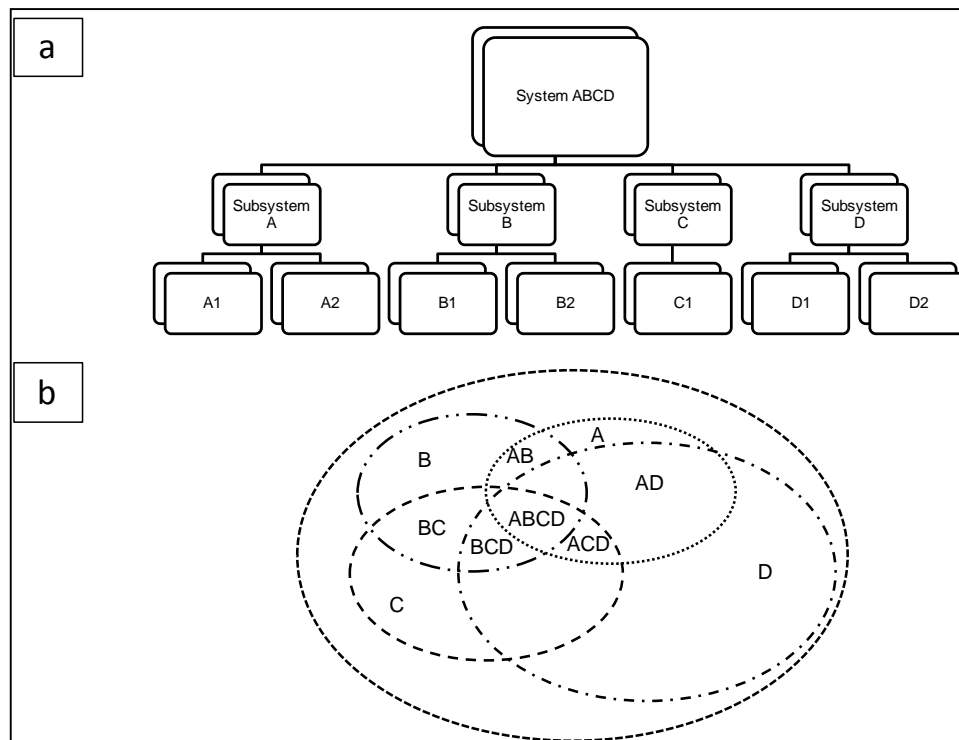 a
System ABCD
Subsystem
A
Subsystem
B
Subsystem
C
Subsystem
D
A1
A2
B1
B2
C1
D1
D2
b
A
B
AB
AD
ABCD
BC
BCD
ACD
D
C